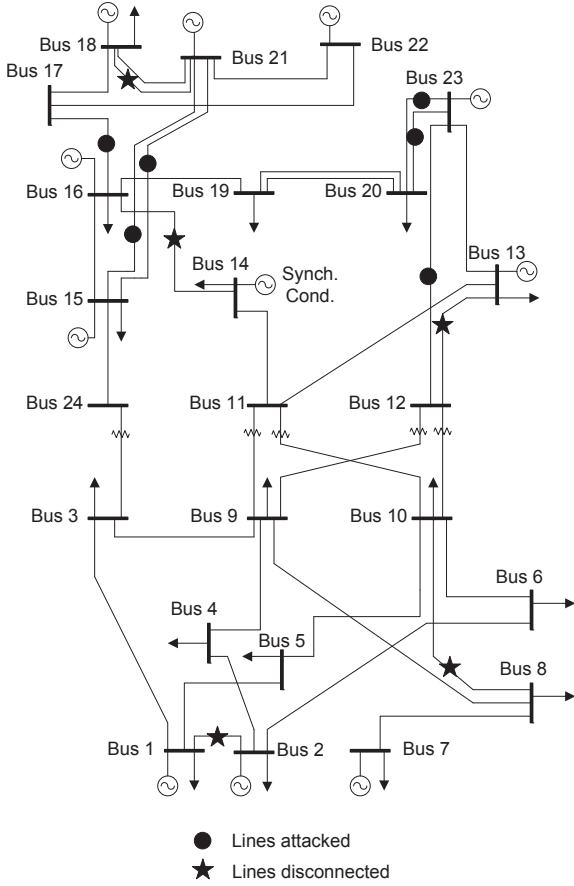 Bus 18
Bus 21
Bus 22
Bus 17
Bus 23
Bus 16
Bus 19
Bus 20
Bus 14
Synch.
Cond.
Bus 13
Bus 15
Bus 24
Bus 11
Bus 12
Bus 3
Bus 9
Bus 10
Bus 6
Bus 4
Bus 5
Bus 8
Bus 1
Bus 2
Bus 7
Lines attacked
Lines disconnected